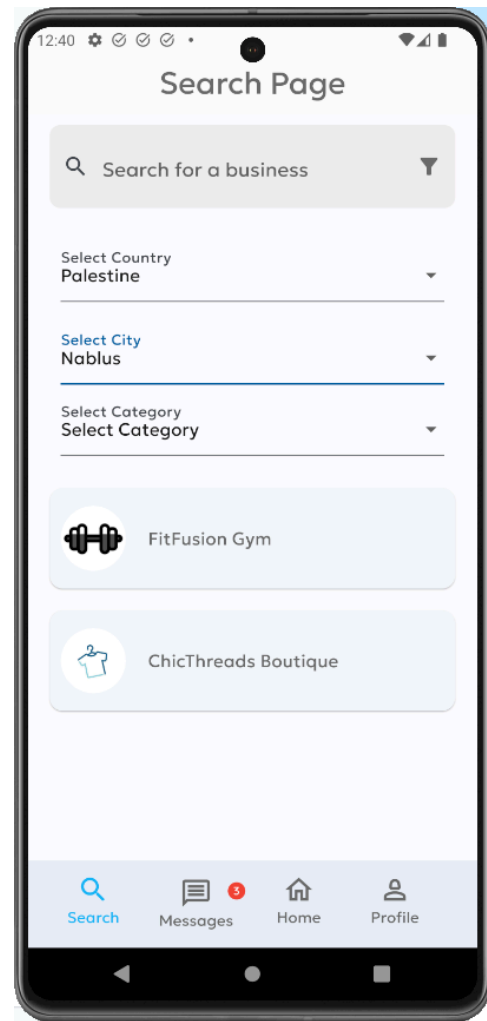 12:40
Search Page
Search for a business
Select Country
Palestine
Select City
Nablus
Select Category
Select Category
FitFusion Gym
ChicThreads Boutique
3
Search Messages Home Profile